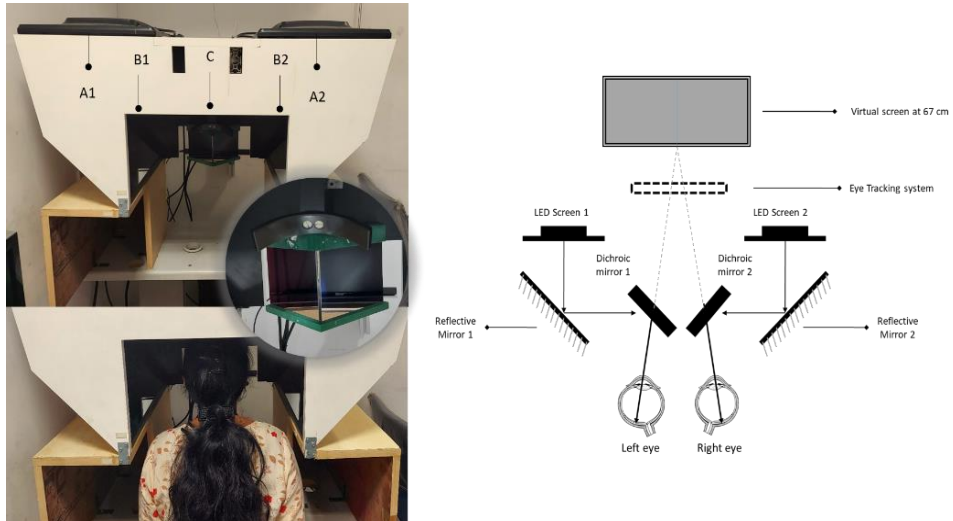 A1
B1
C
B2
A2
Virtual screen at 67 cm
Eye Tracking system
LED Screen 1
LED Screen 2
Dichroic
mirror 1
Dichroic
mirror 2
Reflective
Mirror 1
Reflective
Mirror 2
Left eye
Right eye